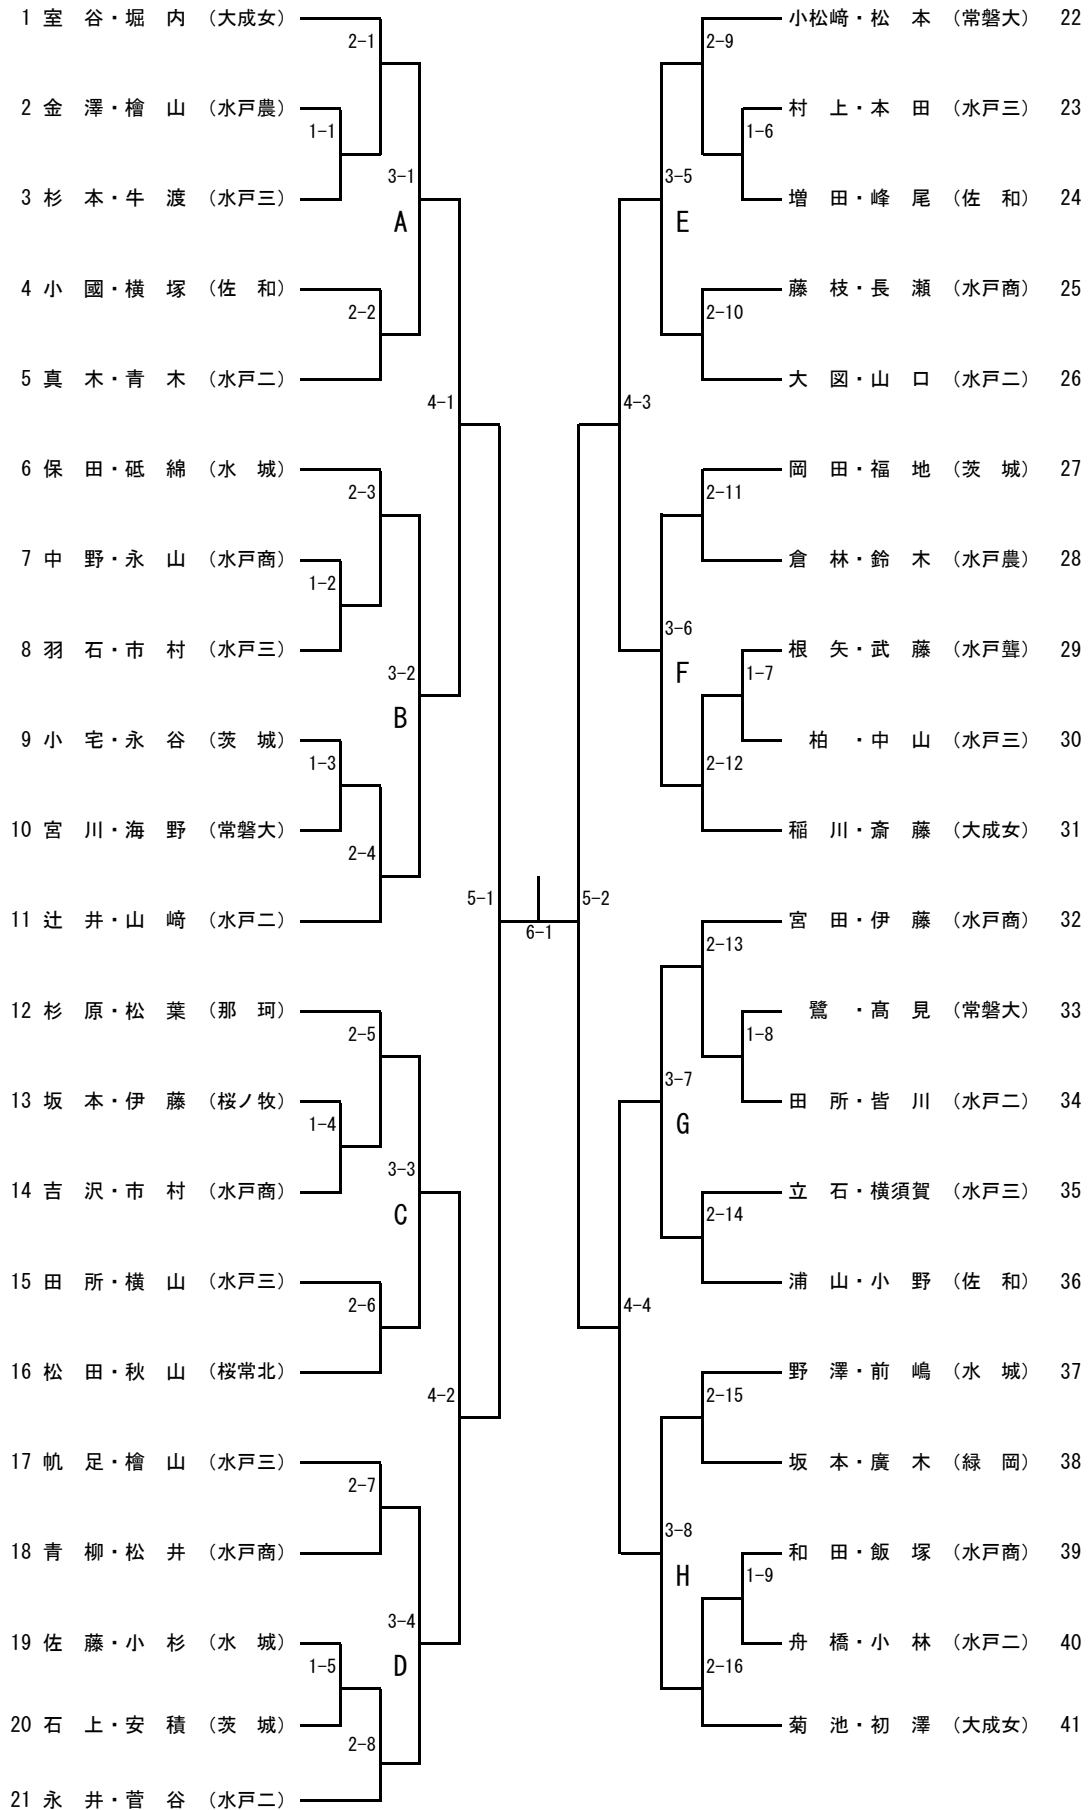 1 室　谷・堀　内 （大成女）
2-1
2 金　澤・檜　山 （水戸農）
1-1
3 杉　本・牛　渡 （水戸三）
3-1
A
4 小　國・横　塚 （佐　和）
2-2
5 真　木・青　木 （水戸二）
4-1
6 保　田・砥　綿 （水　城）
2-3
7 中　野・永　山 （水戸商）
1-2
8 羽　石・市　村 （水戸三）
3-2
B
9 小　宅・永　谷 （茨　城）
1-3
10 宮　川・海　野 （常磐大）
2-4
11 辻　井・山　﨑 （水戸二）
5-1
12 杉　原・松　葉 （那　珂）
2-5
13 坂　本・伊　藤 （桜ノ牧）
1-4
14 吉　沢・市　村 （水戸商）
3-3
C
15 田　所・横　山 （水戸三）
2-6
16 松　田・秋　山 （桜常北）
4-2
17 帆　足・檜　山 （水戸三）
2-7
18 青　柳・松　井 （水戸商）
3-4
19 佐　藤・小　杉 （水　城）
1-5
D
20 石　上・安　積 （茨　城）
2-8
21 永　井・菅　谷 （水戸二）
6-1
小松﨑・松　本 （常磐大） 22
2-9
村　上・本　田 （水戸三） 23
1-6
増　田・峰　尾 （佐　和） 24
3-5
E
藤　枝・長　瀬 （水戸商） 25
2-10
大　図・山　口 （水戸二） 26
4-3
岡　田・福　地 （茨　城） 27
2-11
倉　林・鈴　木 （水戸農） 28
3-6
根　矢・武　藤 （水戸聾） 29
1-7
F
柏　・中　山 （水戸三） 30
2-12
稲　川・斎　藤 （大成女） 31
5-2
宮　田・伊　藤 （水戸商） 32
2-13
鷺　・髙　見 （常磐大） 33
1-8
3-7
田　所・皆　川 （水戸二） 34
G
立　石・横須賀 （水戸三） 35
2-14
浦　山・小　野 （佐　和） 36
4-4
野　澤・前　嶋 （水　城） 37
2-15
坂　本・廣　木 （緑　岡） 38
3-8
和　田・飯　塚 （水戸商） 39
1-9
H
舟　橋・小　林 （水戸二） 40
2-16
菊　池・初　澤 （大成女） 41